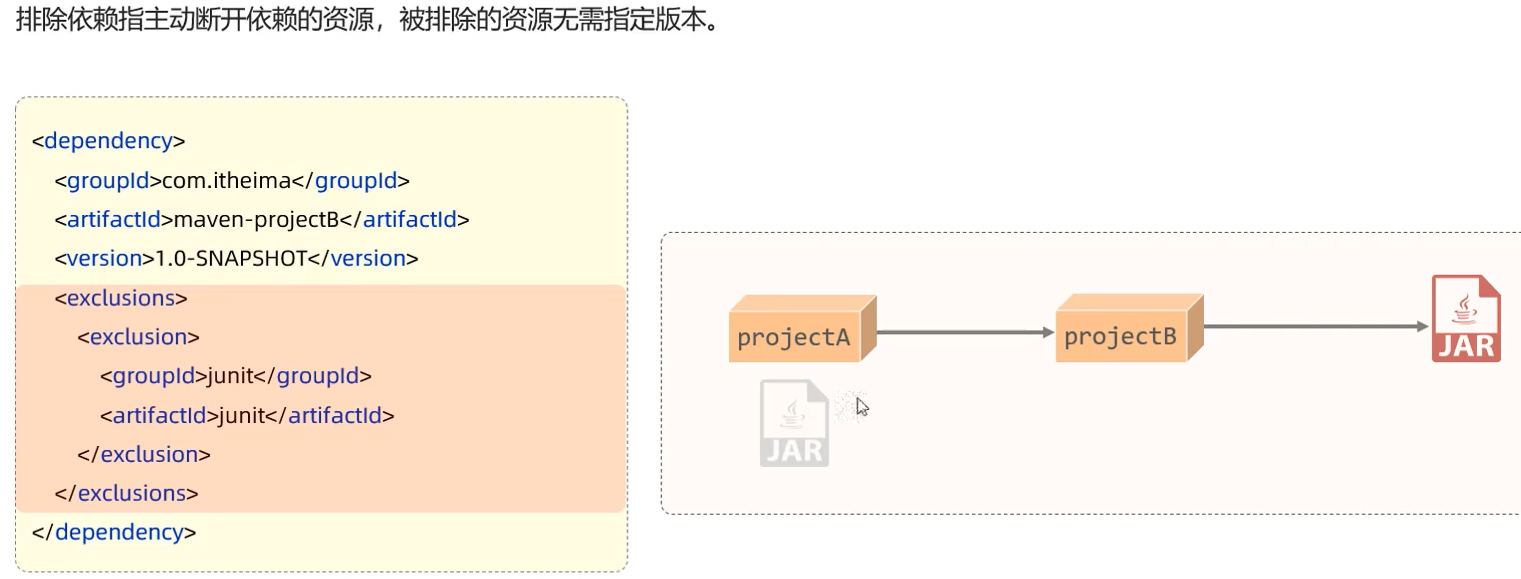 排除依赖指主动断开依赖的资源，被排除的资源无需指定版本。
<dependency>
<groupId>com.itheima</groupId>
<artifactId>maven-projectB</artifactId>
<version>1.0-SNAPSHOT</version>
<exclusions>
<exclusion>
<groupId>junit</groupId>
<artifactId>junit</artifactId>
</exclusion>
</exclusions>
</dependency>
projectA
projectB
JAR
JAR